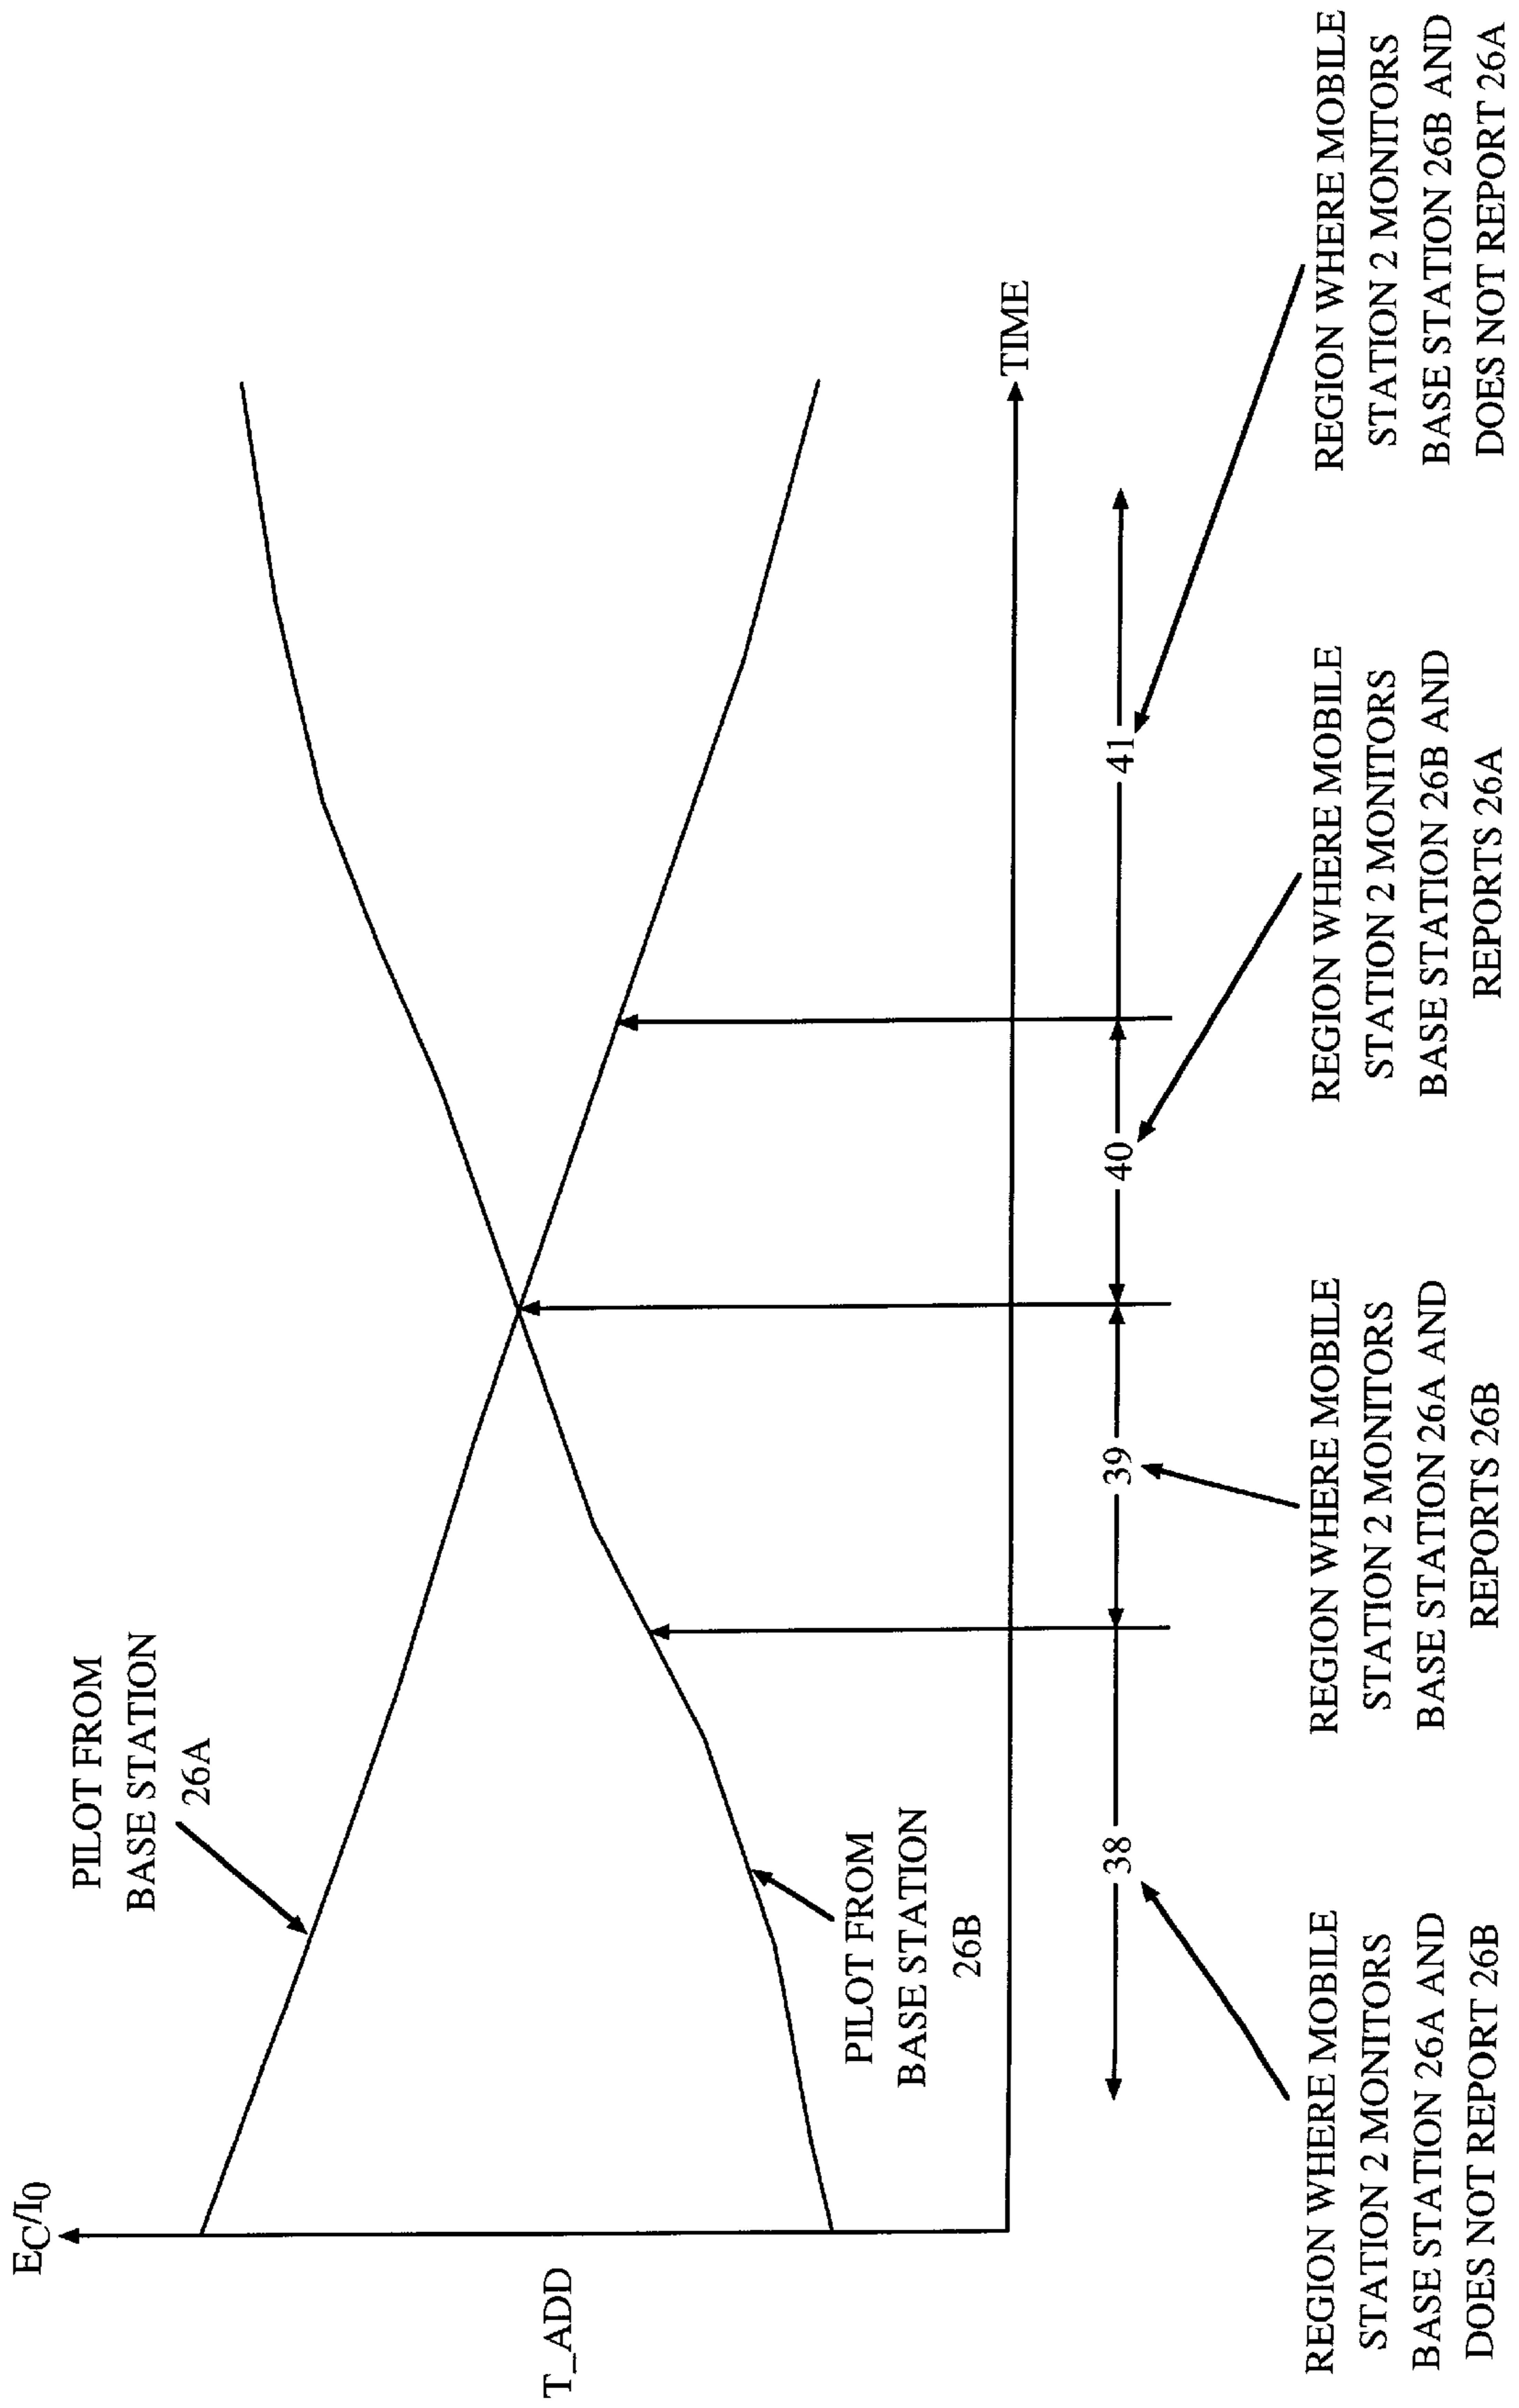 E_C/I_0
PILOT FROM
BASE STATION
26A
T_ADD
PILOT FROM
BASE STATION
26B
TIME
38
39
40
41
REGION WHERE MOBILE
STATION 2 MONITORS
BASE STATION 26A AND
DOES NOT REPORT 26B
REGION WHERE MOBILE
STATION 2 MONITORS
BASE STATION 26A AND
REPORTS 26B
REGION WHERE MOBILE
STATION 2 MONITORS
BASE STATION 26B AND
REPORTS 26A
REGION WHERE MOBILE
STATION 2 MONITORS
BASE STATION 26B AND
DOES NOT REPORT 26A